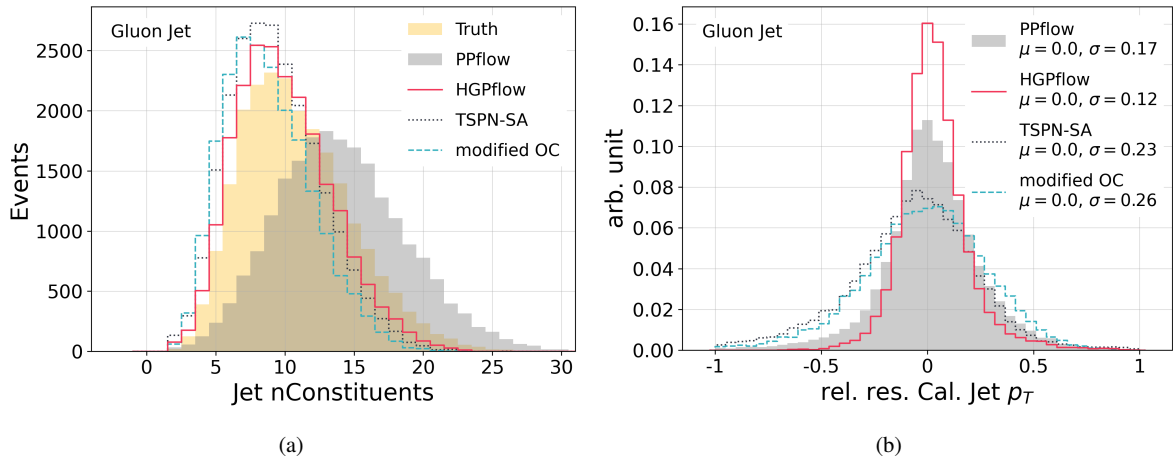 Gluon Jet
Truth
PPflow
HGPflow
TSPN-SA
modified OC
Events
2500
2000
1500
1000
500
0
0 5 10 15 20 25 30
Jet nConstituents
(a)
Gluon Jet
PPflow
μ = 0.0, σ = 0.17
HGPflow
μ = 0.0, σ = 0.12
TSPN-SA
μ = 0.0, σ = 0.23
modified OC
μ = 0.0, σ = 0.26
arb. unit
0.16
0.14
0.12
0.10
0.08
0.06
0.04
0.02
0.00
-1 -0.5 0 0.5 1
rel. res. Cal. Jet pT
(b)